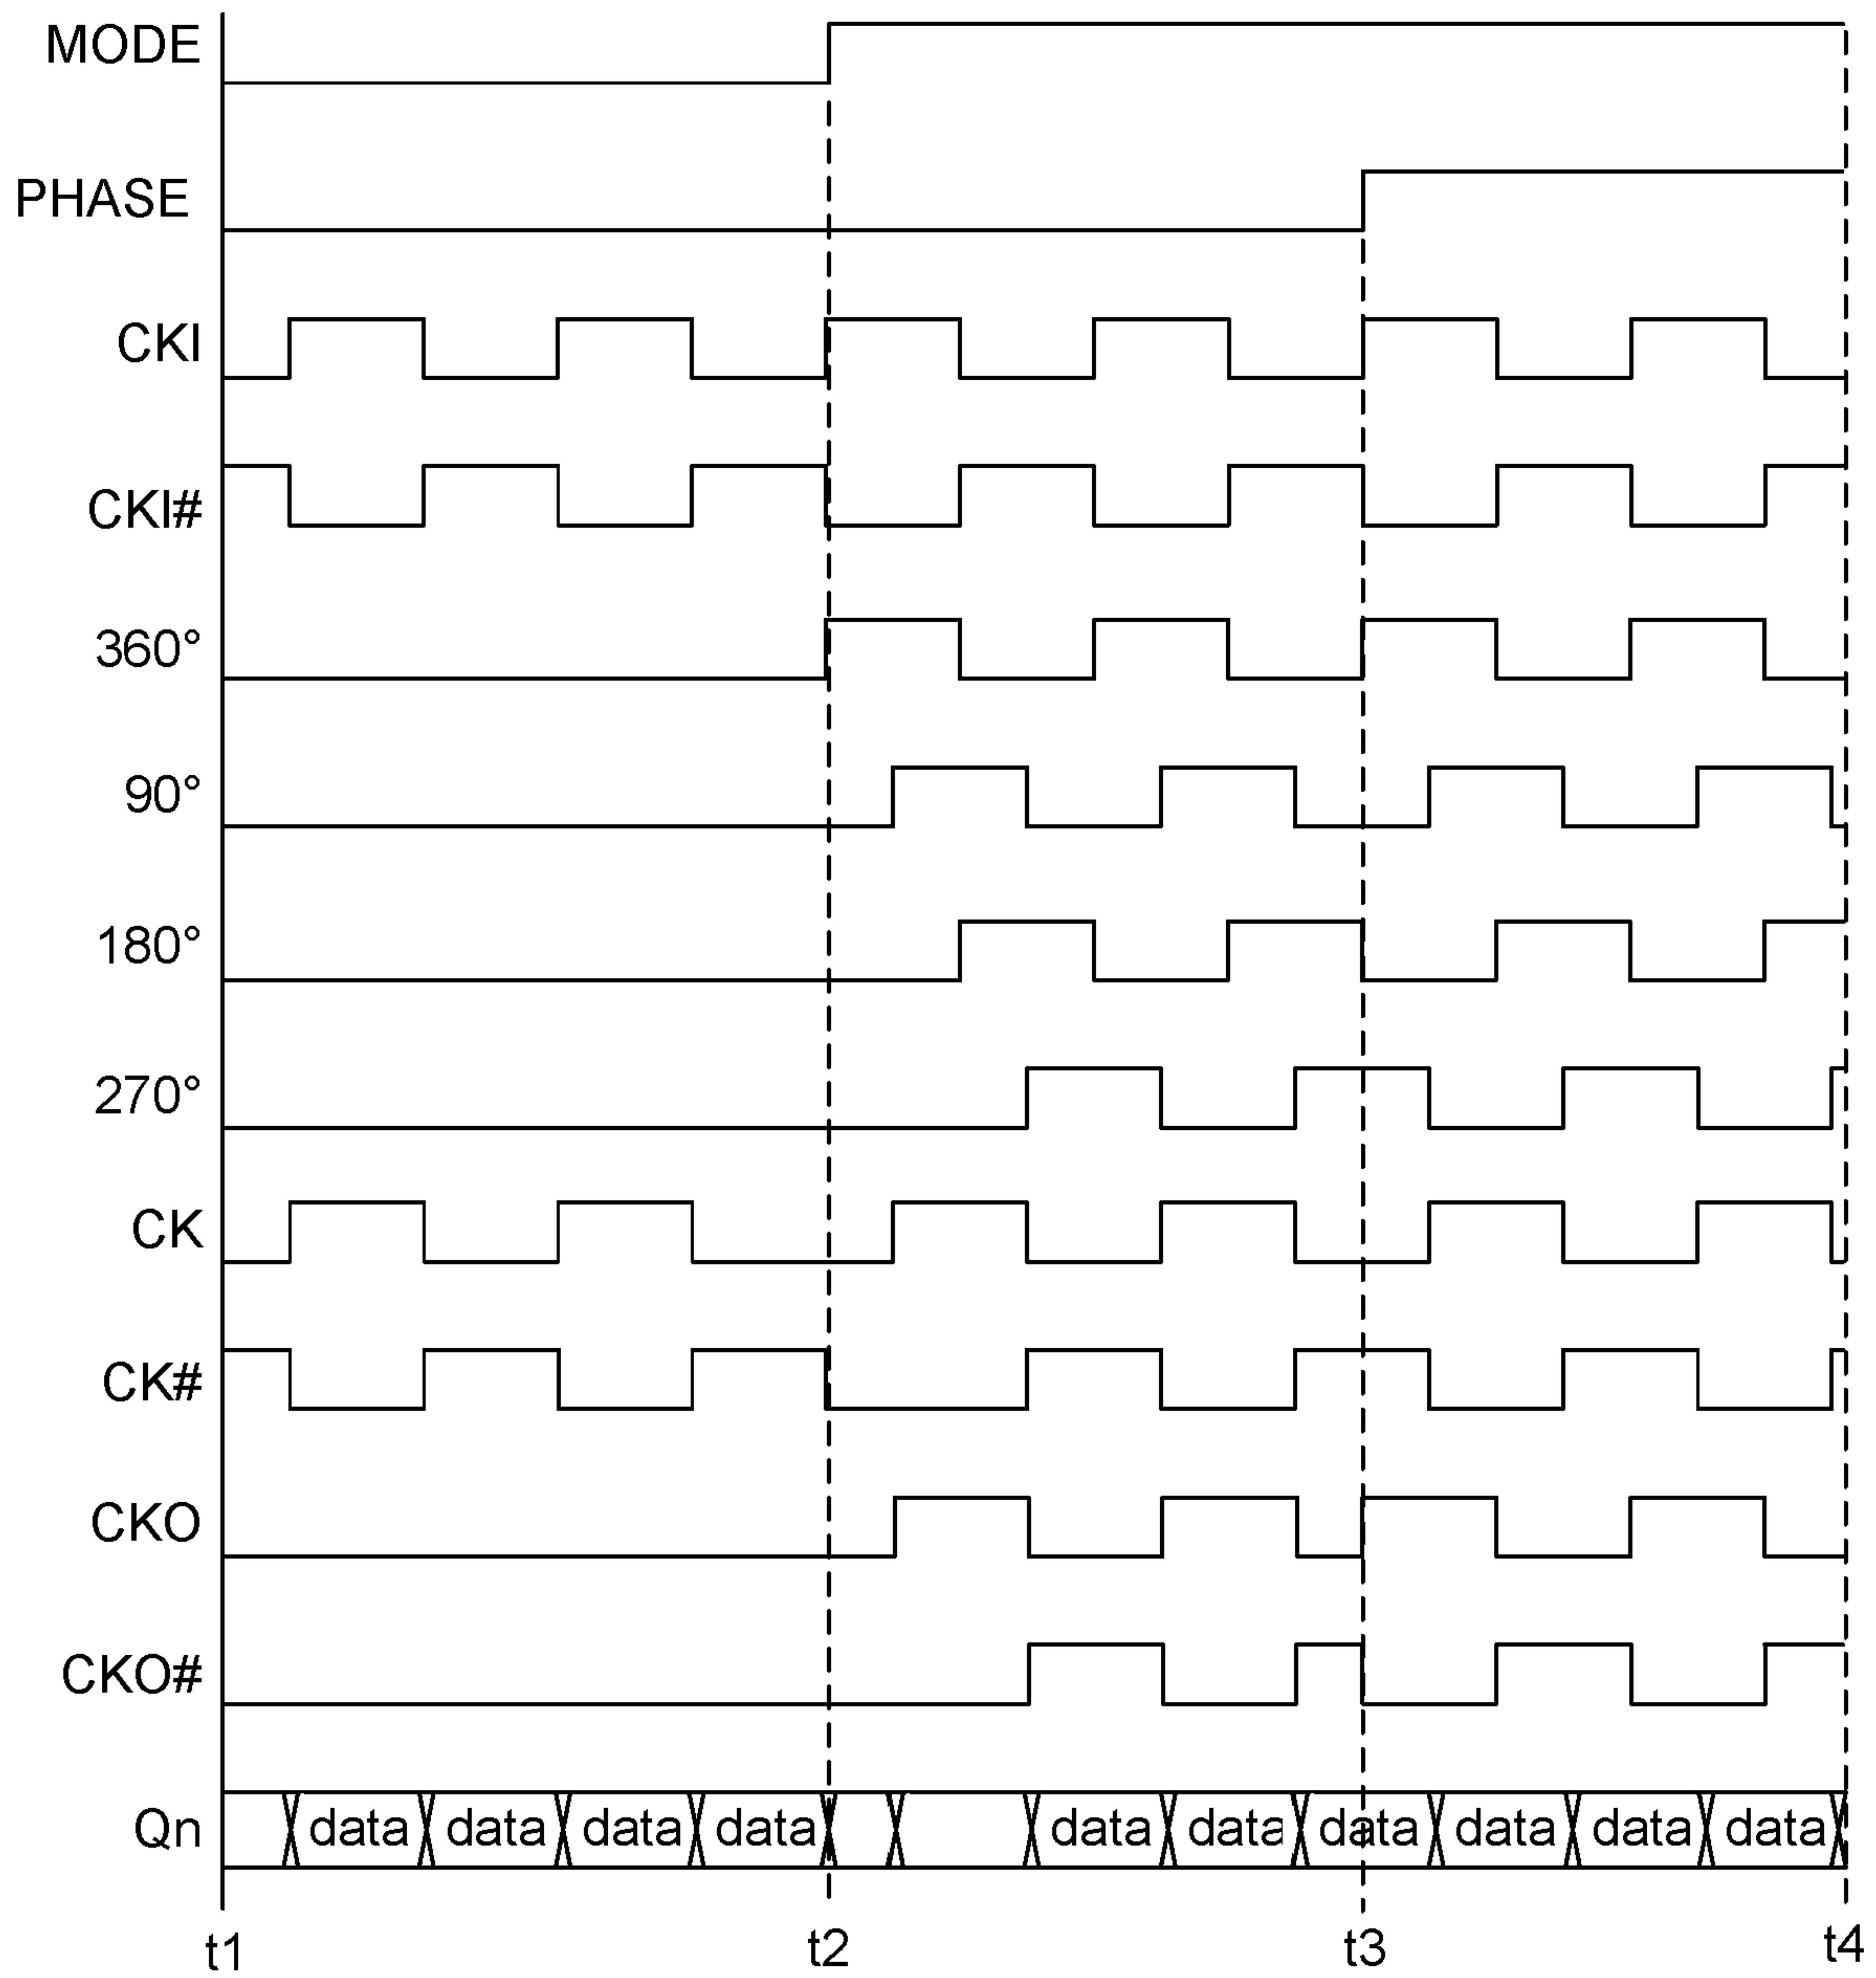 MODE
PHASE
CKI
CKI#
360°
90°
180°
270°
CK
CK#
CKO
CKO#
Qn data data data data data data data data data data
t1 t2 t3 t4